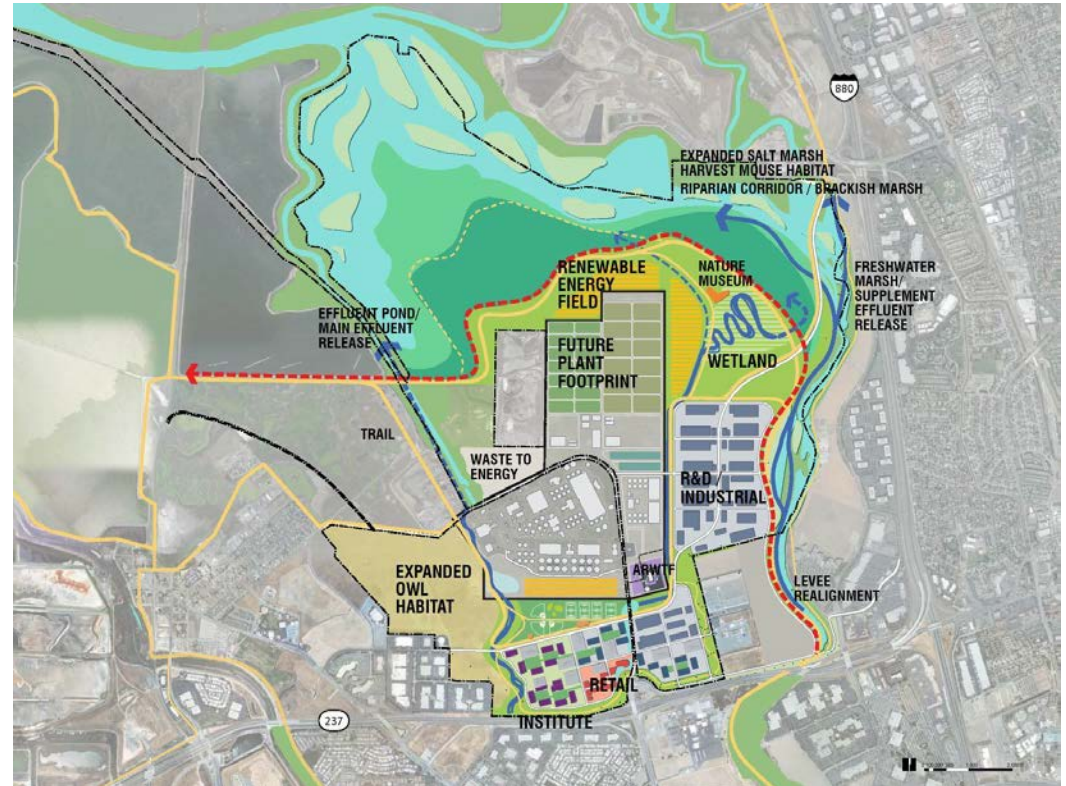 880
EXPANDED SALT MARSH
HARVEST MOUSE HABITAT
RIPARIAN CORRIDOR / BRACKISH MARSH
RENEWABLE
ENERGY
FIELD
NATURE
MUSEUM
FRESHWATER
MARSH/
SUPPLEMENT
EFFLUENT
RELEASE
EFFLUENT POND/
MAIN EFFLUENT
RELEASE
FUTURE
PLANT
FOOTPRINT
WETLAND
TRAIL
WASTE TO
ENERGY
R&D /
INDUSTRIAL
EXPANDED
OWL
HABITAT
ARWTF
LEVEE
REALIGNMENT
RETAIL
INSTITUTE
237